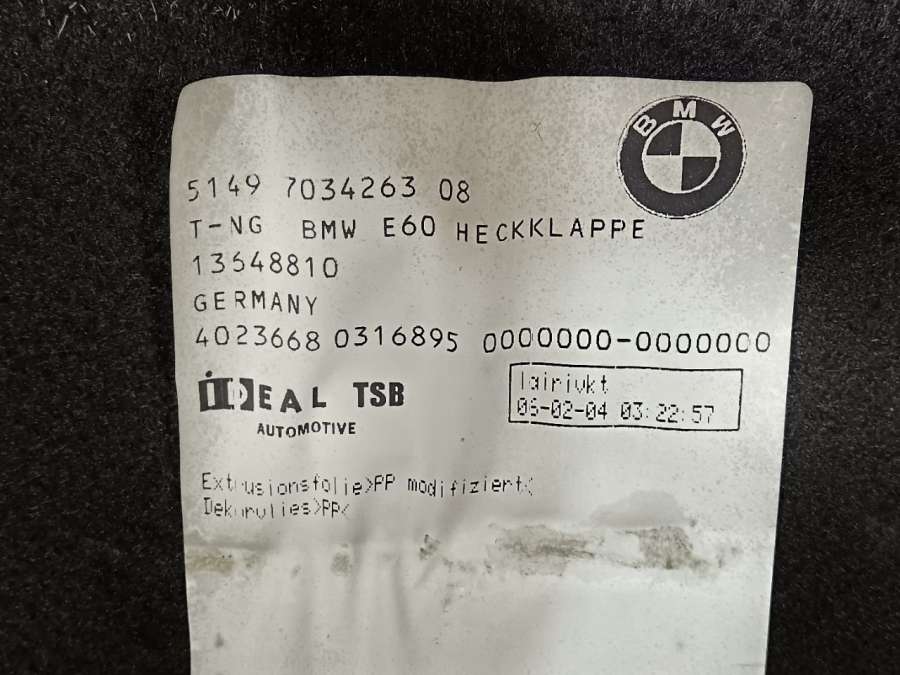 BMW
5149 7034263 08
T-NG BMW E60 HECKKLAPPE
13548810
GERMANY
4023668 0316895 0000000-0000000
IDEAL TSB
AUTOMOTIVE
06-02-04 03:22:57
Extrusionsfolie>PP modifiziert<
Dekorvlies>PP<